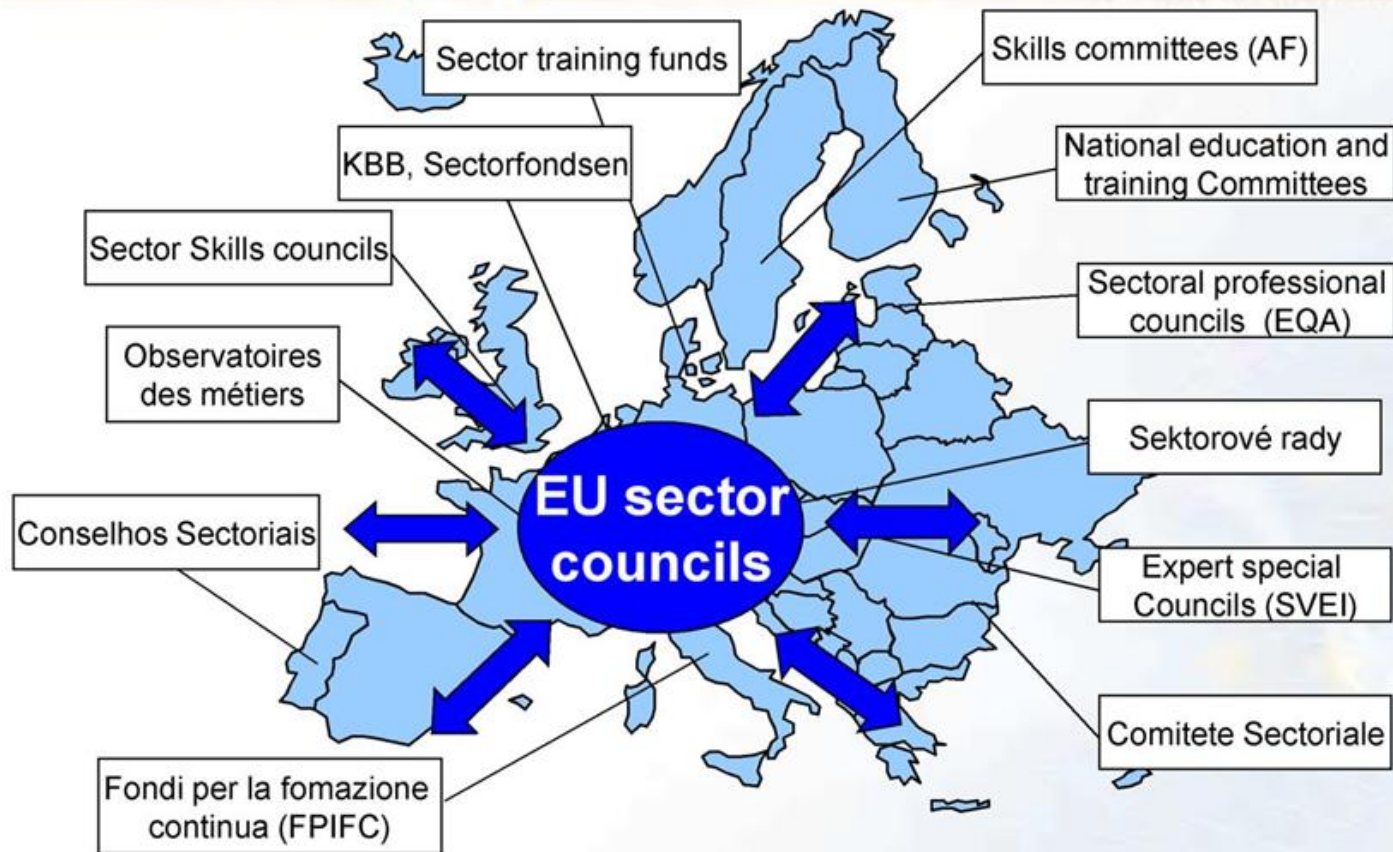 Sector training funds
Skills committees (AF)
KBB, Sectorfondsen
National education and
training Committees
Sector Skills councils
Sectoral professional
councils (EQA)
Observatoires
des métiers
Sektorové rady
EU sector
councils
Conselhos Sectoriais
Expert special
Councils (SVEI)
Comitete Sectoriale
Fondi per la fomazione
continua (FPIFC)